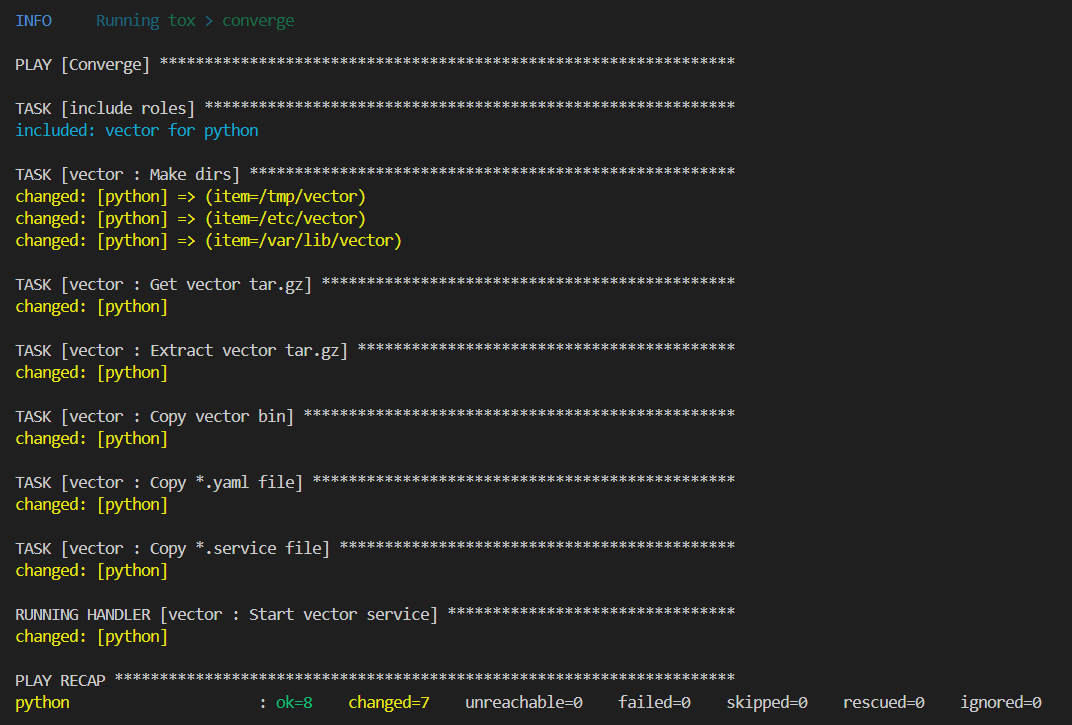 INFO     Running tox > converge
PLAY [Converge] ****************************************************************
TASK [include roles] ***********************************************************
included: vector for python
TASK [vector : Make dirs] ******************************************************
changed: [python] => (item=/tmp/vector)
changed: [python] => (item=/etc/vector)
changed: [python] => (item=/var/lib/vector)
TASK [vector : Get vector tar.gz] **********************************************
changed: [python]
TASK [vector : Extract vector tar.gz] ******************************************
changed: [python]
TASK [vector : Copy vector bin] ************************************************
changed: [python]
TASK [vector : Copy *.yaml file] ***********************************************
changed: [python]
TASK [vector : Copy *.service file] ********************************************
changed: [python]
RUNNING HANDLER [vector : Start vector service] ********************************
changed: [python]
PLAY RECAP *********************************************************************
python                     : ok=8    changed=7    unreachable=0    failed=0    skipped=0    rescued=0    ignored=0